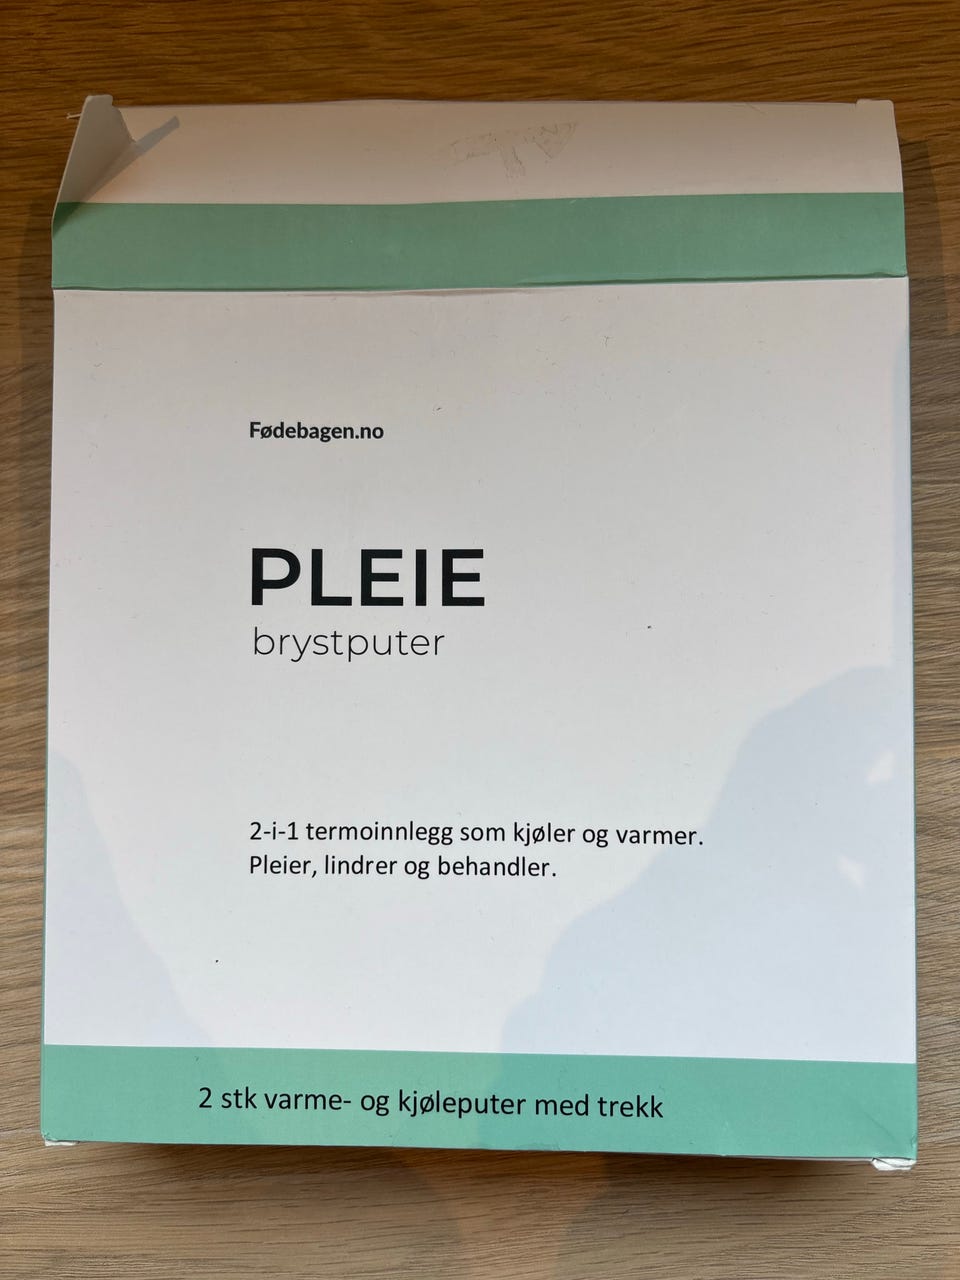 Fødebagen.no
PLEIE
brystputer
2-i-1 termoinnlegg som kjøler og varmer.
Pleier, lindrer og behandler.
2 stk varme- og kjøleputer med trekk